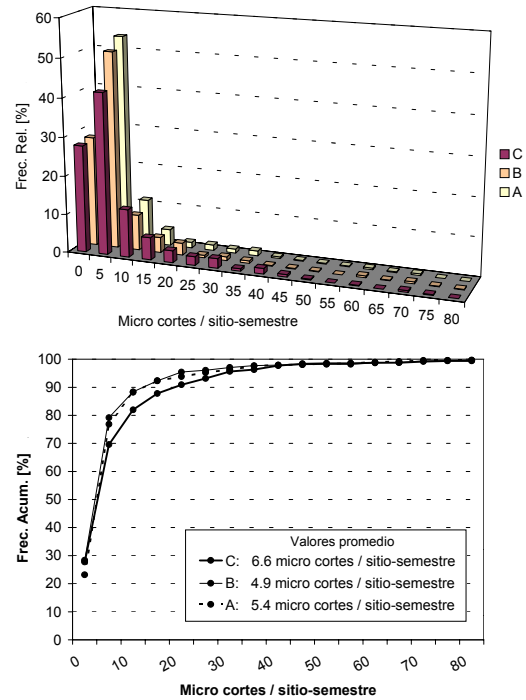 60
50
40
30
20
10
0
Frec. Rel. [%]
0 5 10 15 20 25 30 35 40 45 50 55 60 65 70 75 80
Micro cortes / sitio-semestre
C
B
A
100
90
80
70
60
50
40
30
20
10
0
Frec. Acum. [%]
Valores promedio
C: 6.6 micro cortes / sitio-semestre
B: 4.9 micro cortes / sitio-semestre
A: 5.4 micro cortes / sitio-semestre
0 10 20 30 40 50 60 70 80
Micro cortes / sitio-semestre